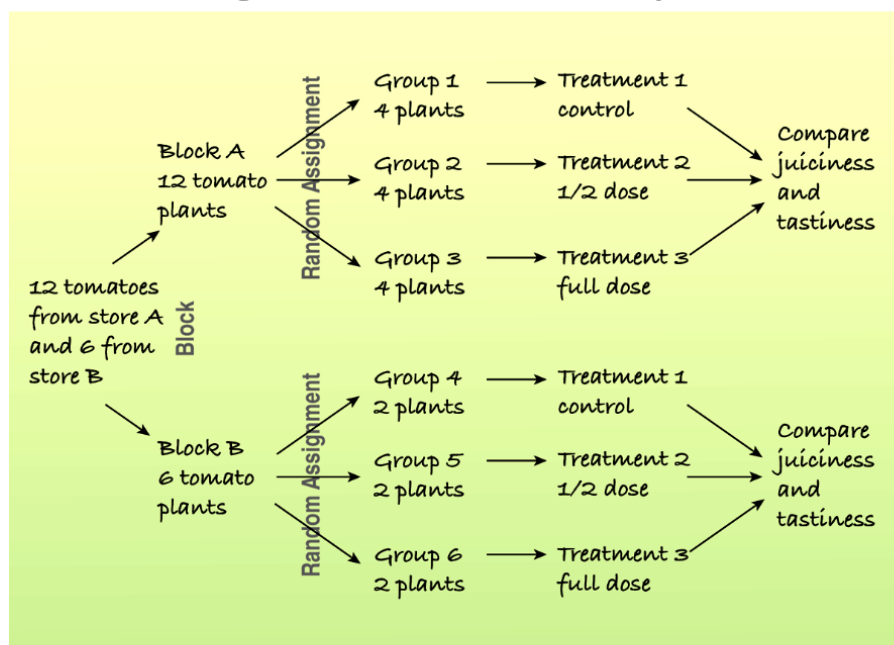 12 tomatoes
from store A
and 6 from
store B
Block
Block A
12 tomato
plants
Random Assignment
Group 1
4 plants
Treatment 1
control
Group 2
4 plants
Treatment 2
1/2 dose
Group 3
4 plants
Treatment 3
full dose
Compare
juiciness
and
tastiness
Block B
6 tomato
plants
Random Assignment
Group 4
2 plants
Treatment 1
control
Group 5
2 plants
Treatment 2
1/2 dose
Group 6
2 plants
Treatment 3
full dose
Compare
juiciness
and
tastiness